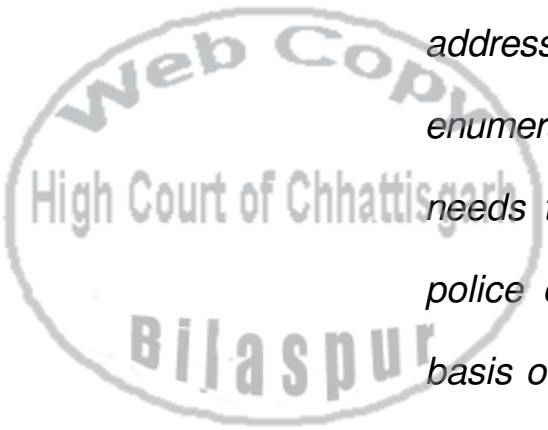 Web Copy
High Court of Chhattisgarh
Bilaspur
address
enumer
needs
police
basis o